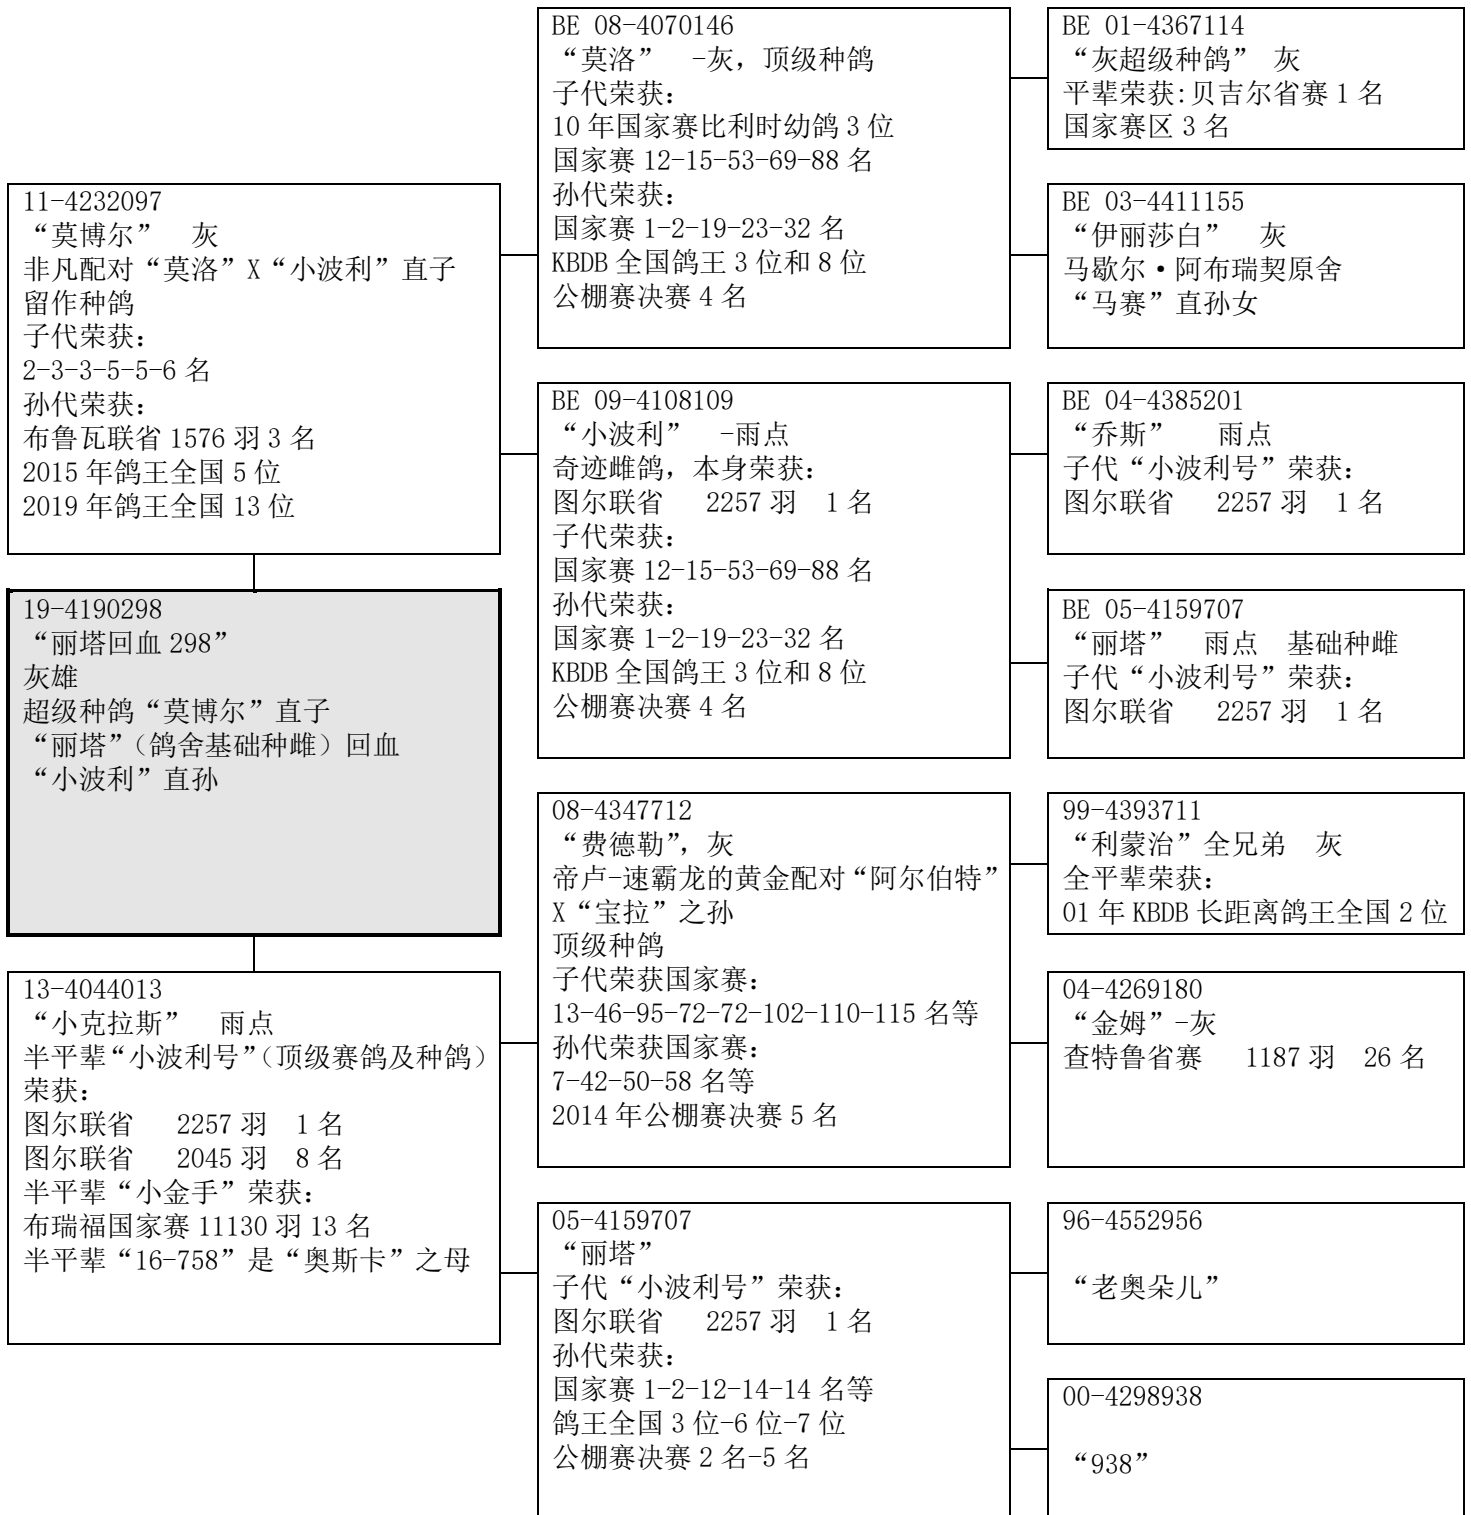 11-4232097
“莫博尔” 灰
非凡配对“莫洛”X“小波利”直子
留作种鸽
子代荣获：
2-3-3-5-5-6 名
孙代荣获：
布鲁瓦联省 1576 羽 3 名
2015 年鸽王全国 5 位
2019 年鸽王全国 13 位
19-4190298
“丽塔回血 298”
灰雄
超级种鸽“莫博尔”直子
“丽塔”（鸽舍基础种雌）回血
“小波利”直孙
13-4044013
“小克拉斯” 雨点
半平辈“小波利号”（顶级赛鸽及种鸽）
荣获：
图尔联省 2257 羽 1 名
图尔联省 2045 羽 8 名
半平辈“小金手”荣获：
布瑞福国家赛 11130 羽 13 名
半平辈“16-758”是“奥斯卡”之母
BE 08-4070146
“莫洛” -灰，顶级种鸽
子代荣获：
10 年国家赛比利时幼鸽 3 位
国家赛 12-15-53-69-88 名
孙代荣获：
国家赛 1-2-19-23-32 名
KBDB 全国鸽王 3 位和 8 位
公棚赛决赛 4 名
BE 09-4108109
“小波利” -雨点
奇迹雌鸽，本身荣获：
图尔联省 2257 羽 1 名
子代荣获：
国家赛 12-15-53-69-88 名
孙代荣获：
国家赛 1-2-19-23-32 名
KBDB 全国鸽王 3 位和 8 位
公棚赛决赛 4 名
08-4347712
“费德勒”，灰
帝卢-速霸龙的黄金配对“阿尔伯特”
X“宝拉”之孙
顶级种鸽
子代荣获国家赛：
13-46-95-72-72-102-110-115 名等
孙代荣获国家赛：
7-42-50-58 名等
2014 年公棚赛决赛 5 名
05-4159707
“丽塔”
子代“小波利号”荣获：
图尔联省 2257 羽 1 名
孙代荣获：
国家赛 1-2-12-14-14 名等
鸽王全国 3 位-6 位-7 位
公棚赛决赛 2 名-5 名
BE 01-4367114
“灰超级种鸽” 灰
平辈荣获:贝吉尔省赛 1 名
国家赛区 3 名
BE 03-4411155
“伊丽莎白” 灰
马歇尔·阿布瑞契原舍
“马赛”直孙女
BE 04-4385201
“乔斯” 雨点
子代“小波利号”荣获：
图尔联省 2257 羽 1 名
BE 05-4159707
“丽塔” 雨点 基础种雌
子代“小波利号”荣获：
图尔联省 2257 羽 1 名
99-4393711
“利蒙治”全兄弟 灰
全平辈荣获：
01 年 KBDB 长距离鸽王全国 2 位
04-4269180
“金姆”-灰
查特鲁省赛 1187 羽 26 名
96-4552956
“老奥朵儿”
00-4298938
“938”